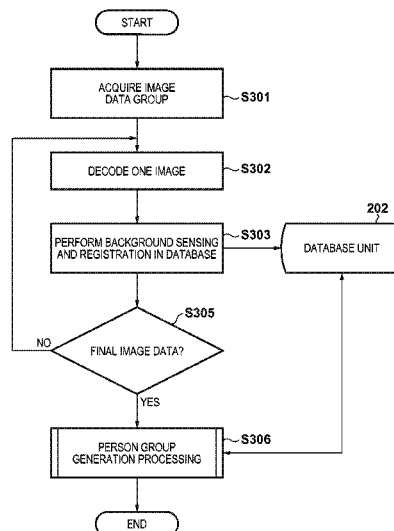 START
ACQUIRE IMAGE
DATA GROUP
S301
DECODE ONE IMAGE
S302
PERFORM BACKGROUND SENSING
AND REGISTRATION IN DATABASE
S303
202
DATABASE UNIT
S305
FINAL IMAGE DATA?
NO
YES
PERSON GROUP
GENERATION PROCESSING
S306
END